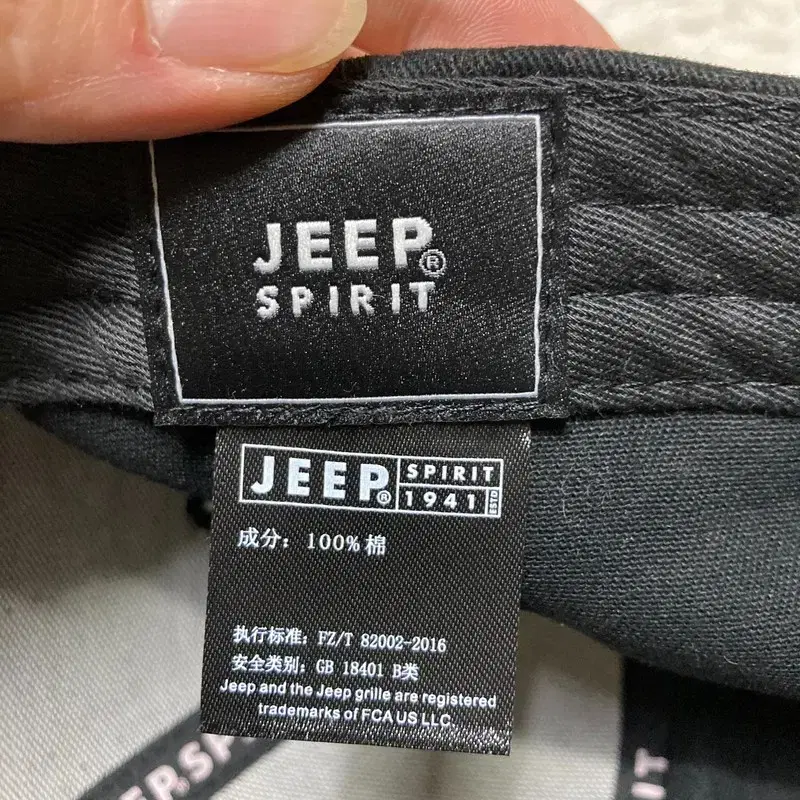 JEEP®
SPIRIT
JEEP®
SPIRIT
1941
ESTD
成分: 100%棉
执行标准: FZ/T 82002-2016
安全类别: GB 18401 B类
Jeep and the Jeep grille are registered
trademarks of FCA US LLC.